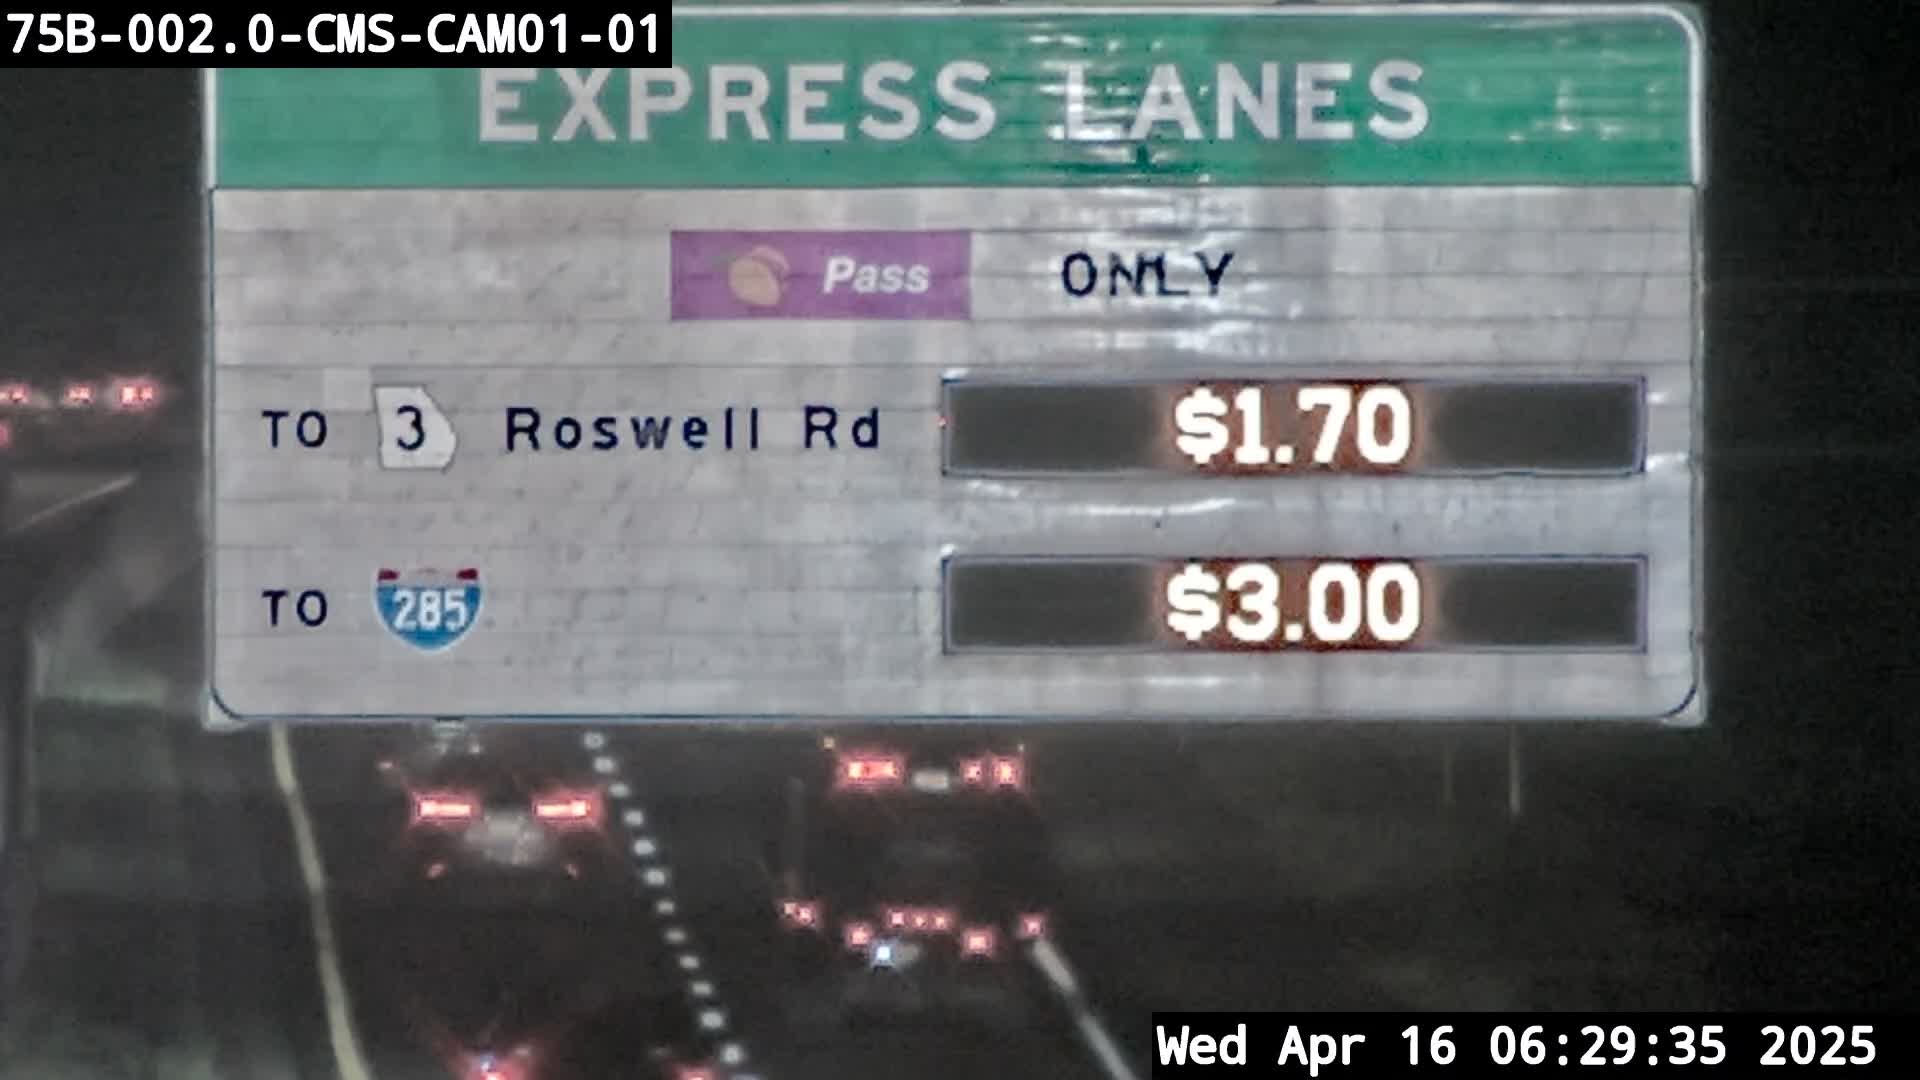 75B-002.0-CMS-CAM01-01
EXPRESS LANES
Pass ONLY
TO 3 Roswell Rd $1.70
TO 285 $3.00
Wed Apr 16 06:29:35 2025